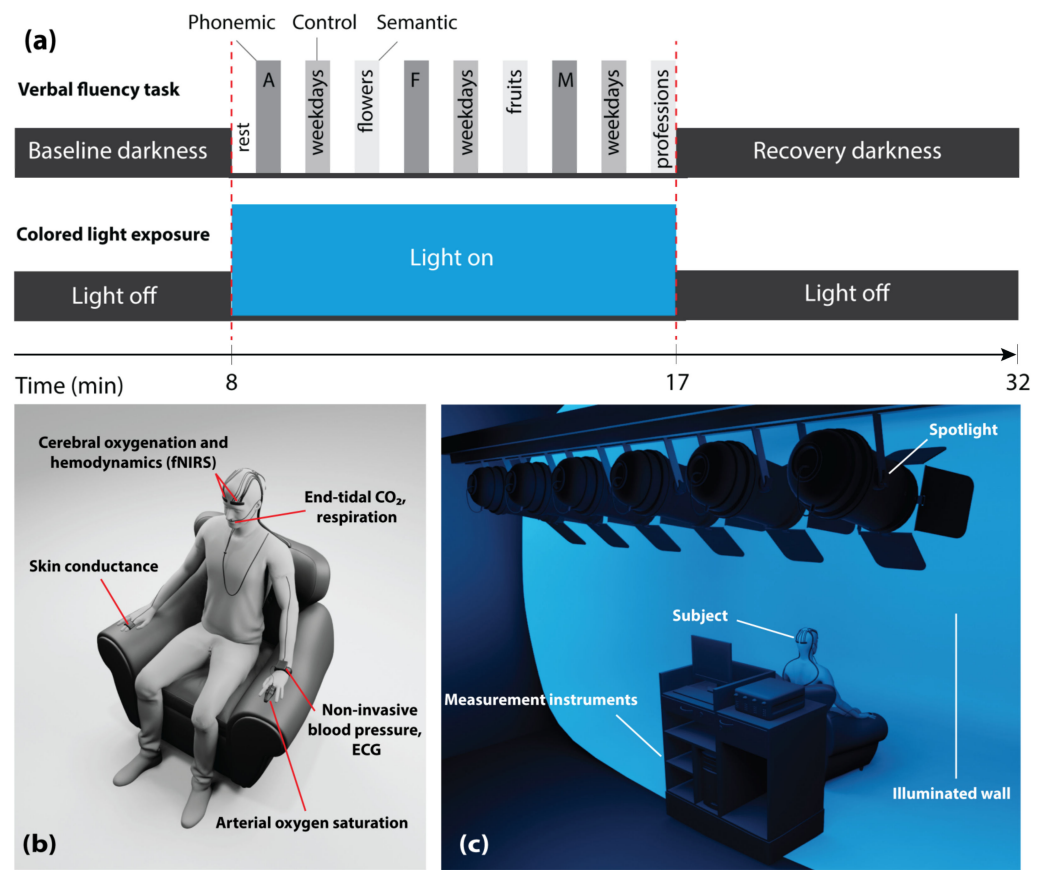 (a)
Phonemic
Control
Semantic
Verbal fluency task
Baseline darkness
rest
A
weekdays
flowers
F
weekdays
fruits
M
weekdays
professions
Recovery darkness
Colored light exposure
Light off
Light on
Light off
Time (min)
8
17
32
Cerebral oxygenation and
hemodynamics (fNIRS)
End-tidal CO₂,
respiration
Skin conductance
Non-invasive
blood pressure,
ECG
Arterial oxygen saturation
(b)
Spotlight
Subject
Measurement instruments
Illuminated wall
(c)